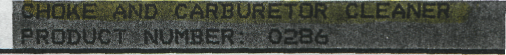 CHOKE AND CARBURETOR CLEANER
PRODUCT NUMBER: 0286